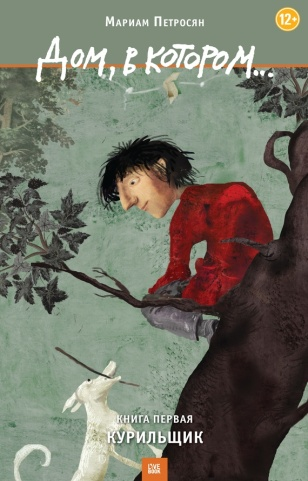 Мариам Петросян
12+
Дом, в котором...
КНИГА ПЕРВАЯ
КУРИЛЬЩИК
LIVE
BOOK